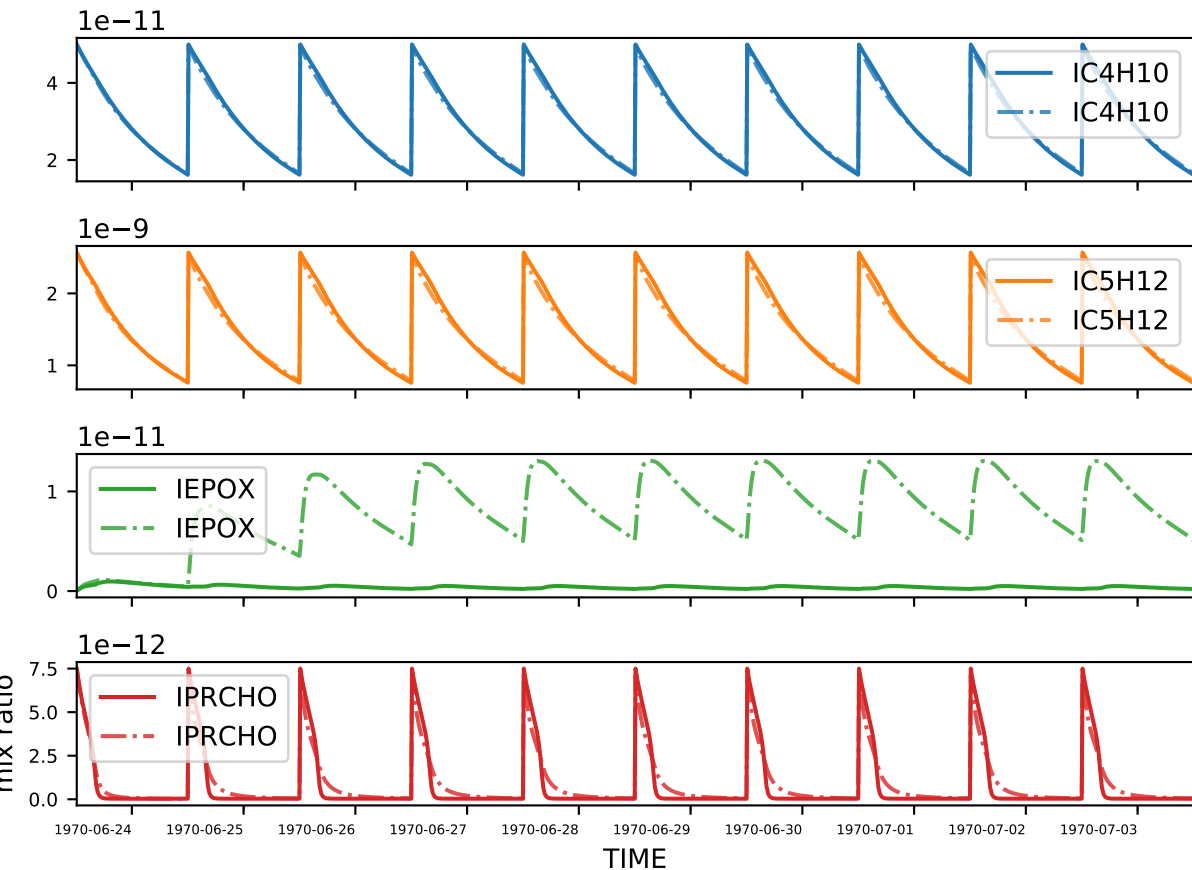 1e−11
4
2
IC4H10
IC4H10
1e−9
2
1
IC5H12
IC5H12
1e−11
1
0
IEPOX
IEPOX
1e−12
mix ratio
7.5
5.0
2.5
0.0
IPRCHO
IPRCHO
1970-06-24 1970-06-25 1970-06-26 1970-06-27 1970-06-28 1970-06-29 1970-06-30 1970-07-01 1970-07-02 1970-07-03
TIME